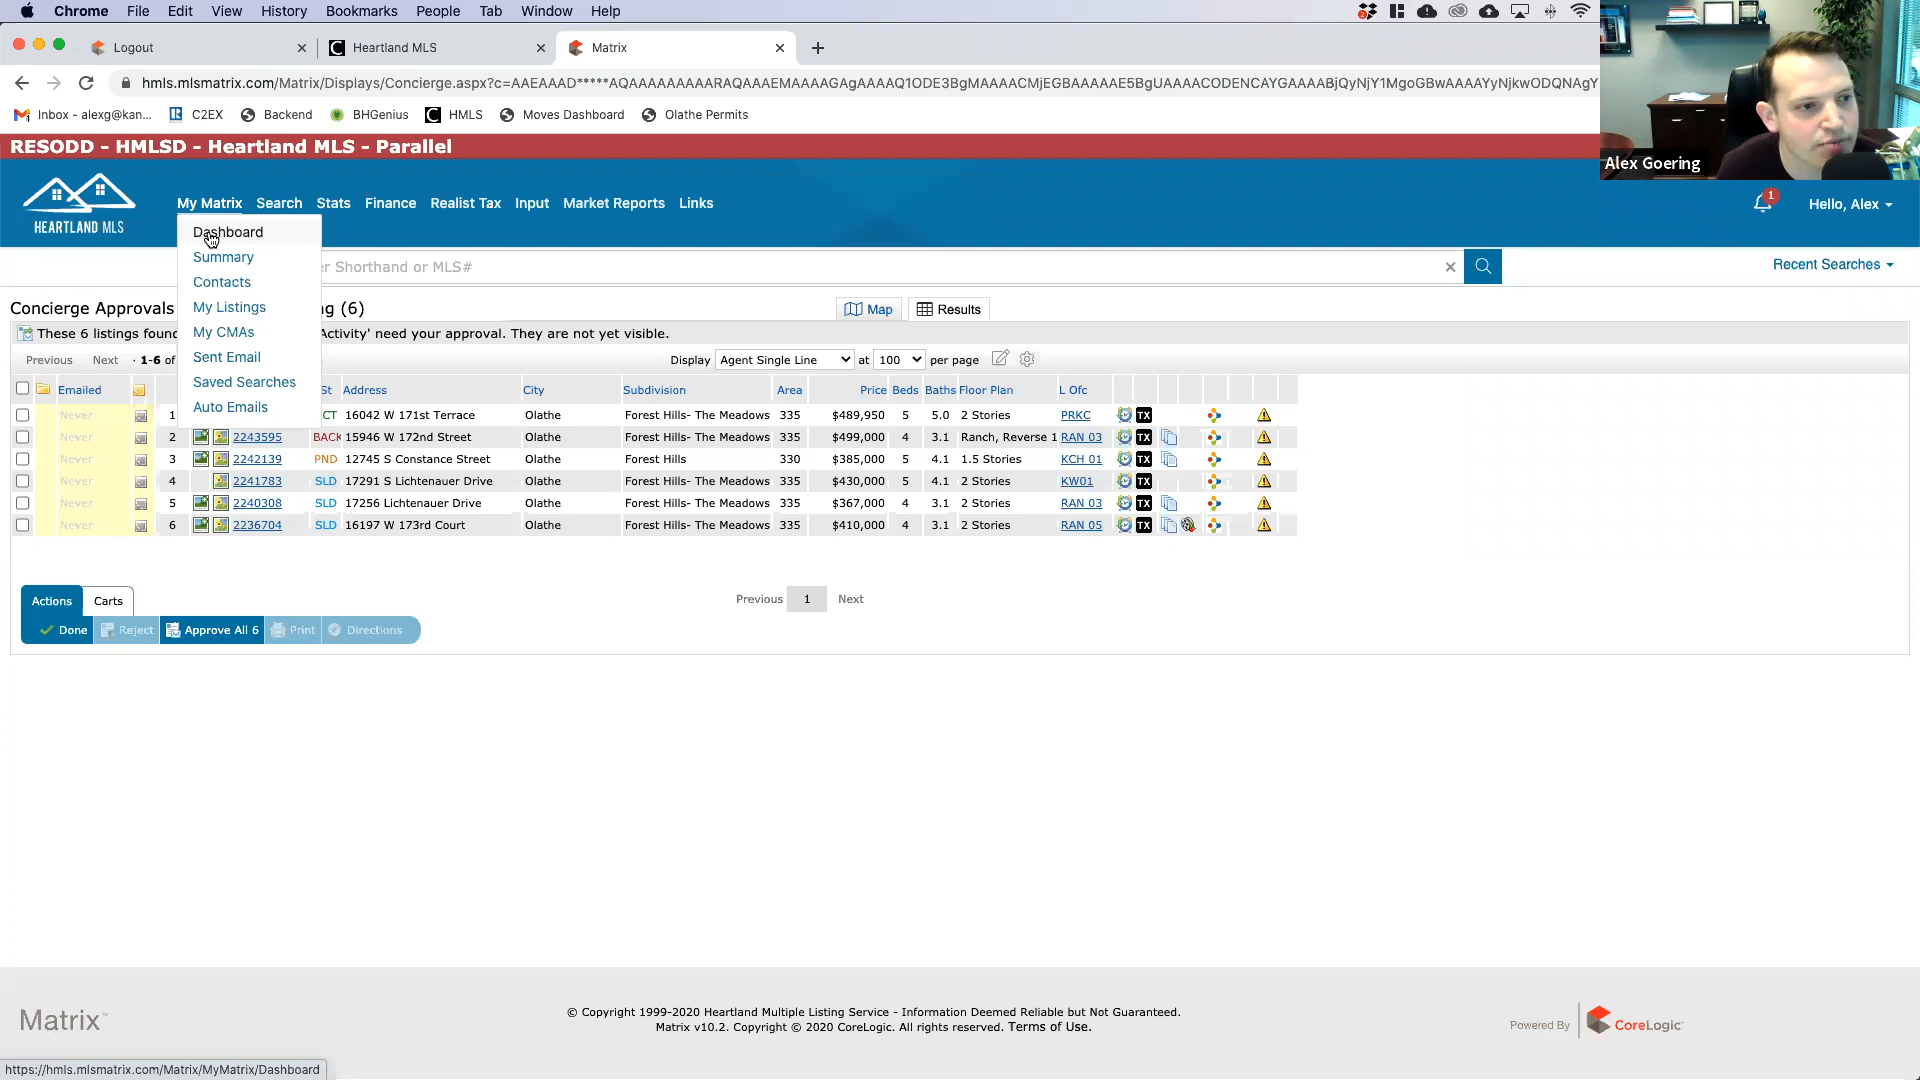 Chrome File Edit View History Bookmarks People Tab Window Help
Logout
Heartland MLS
Matrix
hmls.mlsmatrix.com/Matrix/Displays/Concierge.aspx?c=AAEAAAD*****AQAAAAAAAAARAQAAAEMAAAAGAgAAAAQ1ODE3BgMAAAACMjEGBAAAAAE5BgUAAAACODENCAYGAAAABjQyNjY1MgoGBwAAAAYyNjkwODQNAgY
Inbox - alexg@kan... C2EX Backend BHGenius HMLS Moves Dashboard Olathe Permits
RESODD - HMLSD - Heartland MLS - Parallel
Alex Goering
HEARTLAND MLS
My Matrix Search Stats Finance Realist Tax Input Market Reports Links
1
Hello, Alex
Dashboard
Summary
Contacts
My Listings
My CMAs
Sent Email
Saved Searches
Auto Emails
er Shorthand or MLS#
Recent Searches
Concierge Approvals g (6)
Map Results
These 6 listings found Activity' need your approval. They are not yet visible.
Previous Next · 1-6 of
Display Agent Single Line at 100 per page
Emailed St Address City Subdivision Area Price Beds Baths Floor Plan L Ofc
Never 1 CT 16042 W 171st Terrace Olathe Forest Hills- The Meadows 335 $489,950 5 5.0 2 Stories PRKC TX
Never 2 2243595 BACK 15946 W 172nd Street Olathe Forest Hills- The Meadows 335 $499,000 4 3.1 Ranch, Reverse 1 RAN 03 TX
Never 3 2242139 PND 12745 S Constance Street Olathe Forest Hills 330 $385,000 5 4.1 1.5 Stories KCH 01 TX
Never 4 2241783 SLD 17291 S Lichtenauer Drive Olathe Forest Hills- The Meadows 335 $430,000 5 4.1 2 Stories KW01 TX
Never 5 2240308 SLD 17256 Lichtenauer Drive Olathe Forest Hills- The Meadows 335 $367,000 4 3.1 2 Stories RAN 03 TX
Never 6 2236704 SLD 16197 W 173rd Court Olathe Forest Hills- The Meadows 335 $410,000 4 3.1 2 Stories RAN 05 TX
Actions Carts
Previous 1 Next
Done Reject Approve All 6 Print Directions
Matrix™
© Copyright 1999-2020 Heartland Multiple Listing Service - Information Deemed Reliable but Not Guaranteed.
Matrix v10.2. Copyright © 2020 CoreLogic. All rights reserved. Terms of Use.
Powered By CoreLogic
https://hmls.mlsmatrix.com/Matrix/MyMatrix/Dashboard